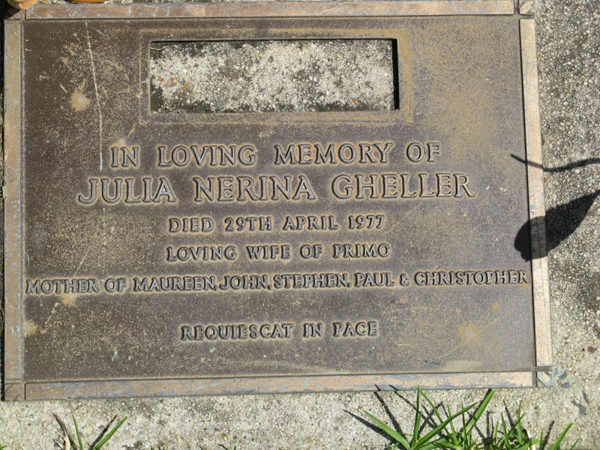 IN LOVING MEMORY OF
JULIA NERINA GHELLER
DIED 29TH APRIL 1977
LOVING WIFE OF PRIMO
MOTHER OF MAUREEN, JOHN, STEPHEN, PAUL & CHRISTOPHER
REQUIESCAT IN PACE